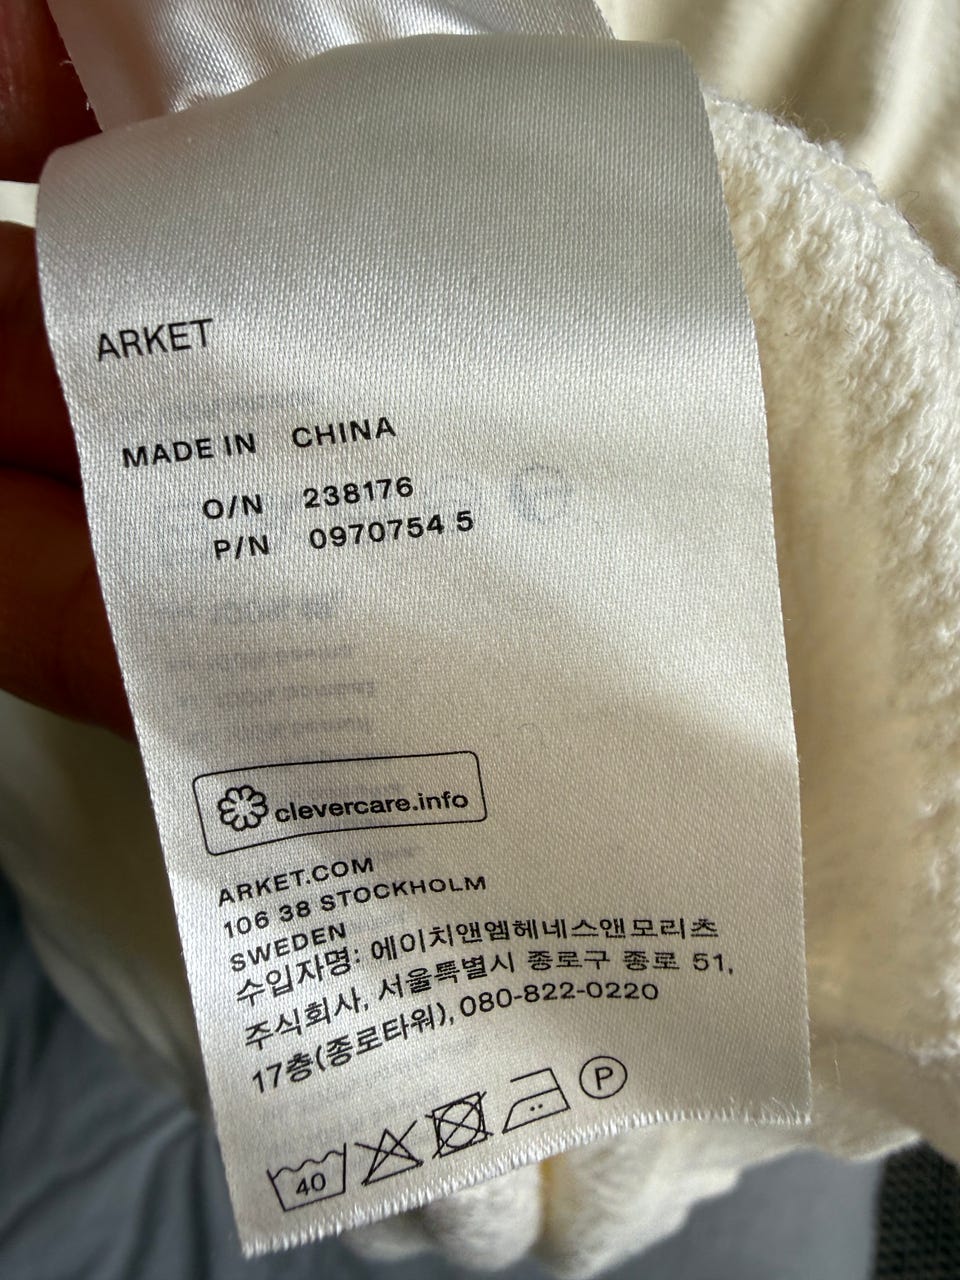 ARKET
MADE IN CHINA
O/N 238176
P/N 0970754 5
clevercare.info
ARKET.COM
106 38 STOCKHOLM
SWEDEN
수입자명: 에이치앤엠헤네스앤모리츠
주식회사, 서울특별시 종로구 종로 51,
17층(종로타워), 080-822-0220
40 P